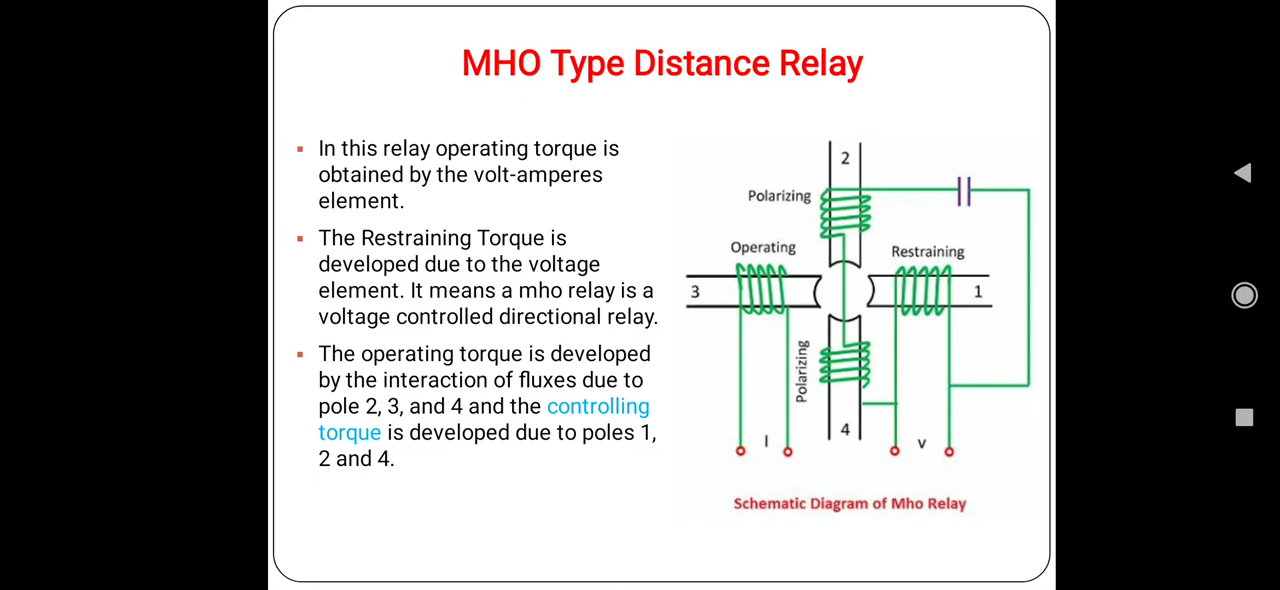 MHO Type Distance Relay
▪ In this relay operating torque is
obtained by the volt-amperes
element.
▪ The Restraining Torque is
developed due to the voltage
element. It means a mho relay is a
voltage controlled directional relay.
▪ The operating torque is developed
by the interaction of fluxes due to
pole 2, 3, and 4 and the controlling
torque is developed due to poles 1,
2 and 4.
2
Polarizing
Operating
Restraining
3
1
Polarizing
4
I
v
Schematic Diagram of Mho Relay